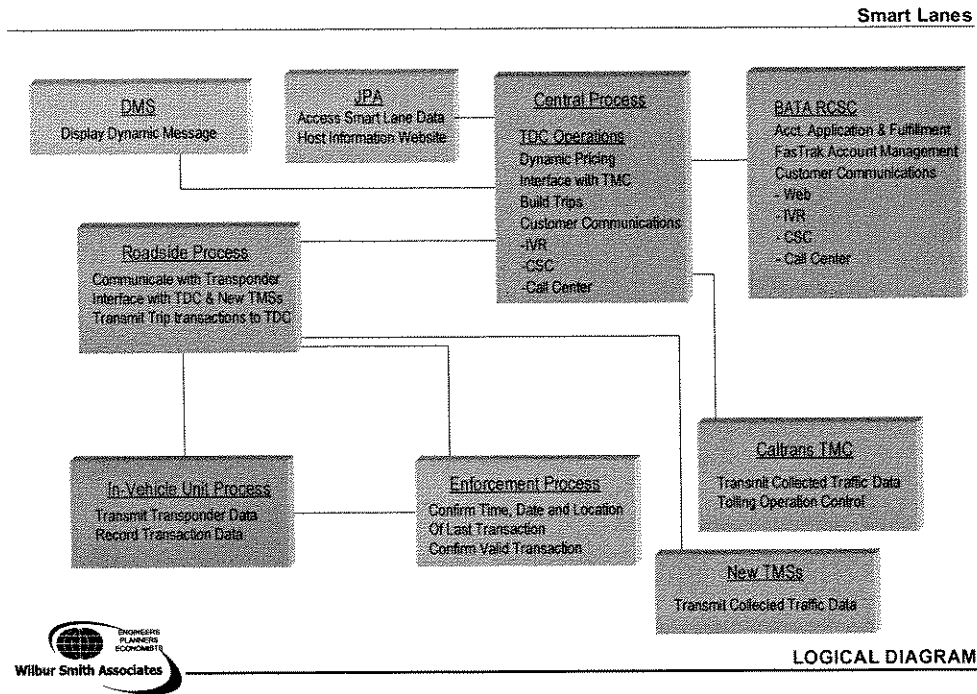 Smart Lanes
DMS
Display Dynamic Message
JPA
Access Smart Lane Data
Host Information Website
Central Process
TDC Operations
Dynamic Pricing
Interface with TMC
Build Trips
Customer Communications
-IVR
-CSC
-Call Center
BATA RCSC
Acct. Application & Fulfillment
FasTrak Account Management
Customer Communications
- Web
- IVR
- CSC
- Call Center
Roadside Process
Communicate with Transponder
Interface with TDC & New TMSs
Transmit Trip transactions to TDC
In-Vehicle Unit Process
Transmit Transponder Data
Record Transaction Data
Enforcement Process
Confirm Time, Date and Location
Of Last Transaction
Confirm Valid Transaction
Caltrans TMC
Transmit Collected Traffic Data
Tolling Operation Control
New TMSs
Transmit Collected Traffic Data
ENGINEERS
PLANNERS
ECONOMISTS
Wilbur Smith Associates
LOGICAL DIAGRAM